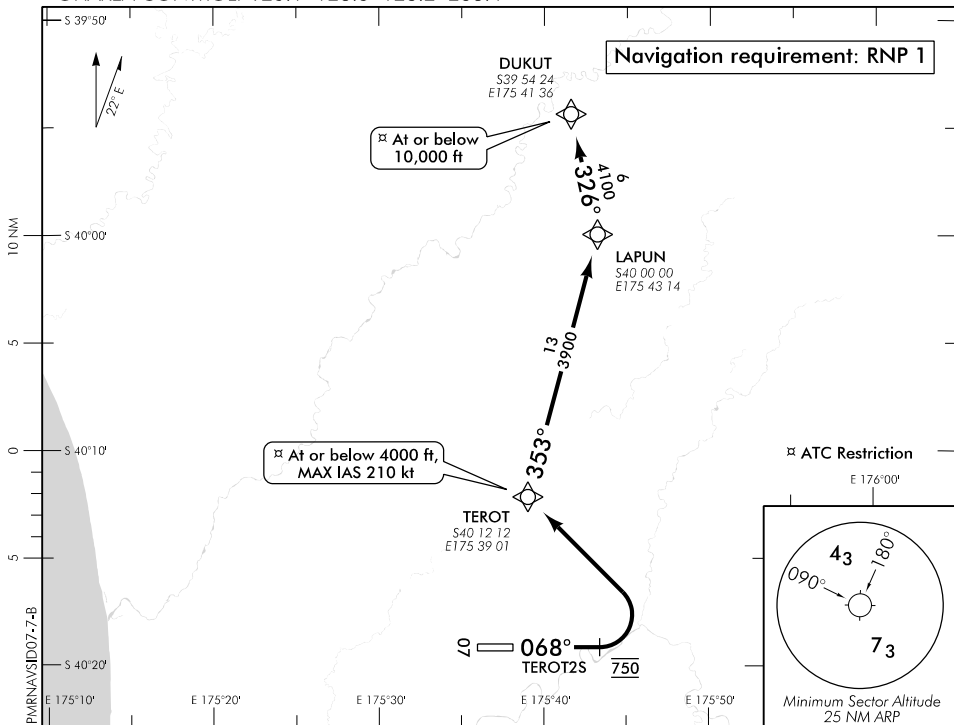 S 39°50'
Navigation requirement: RNP 1
DUKUT
S39 54 24
E175 41 36
22° E
¤ At or below
10,000 ft
6
4100
326°
10 NM
S 40°00'
LAPUN
S40 00 00
E175 43 14
5
13
3900
353°
0
S 40°10'
¤ At or below 4000 ft,
MAX IAS 210 kt
¤ ATC Restriction
E 176°00'
TEROT
S40 12 12
E175 39 01
5
43
180°
090°
73
07
068°
TEROT2S
750
S 40°20'
E 175°10'
E 175°20'
E 175°30'
E 175°40'
E 175°50'
Minimum Sector Altitude
25 NM ARP
PMRNAVSID07-7-B